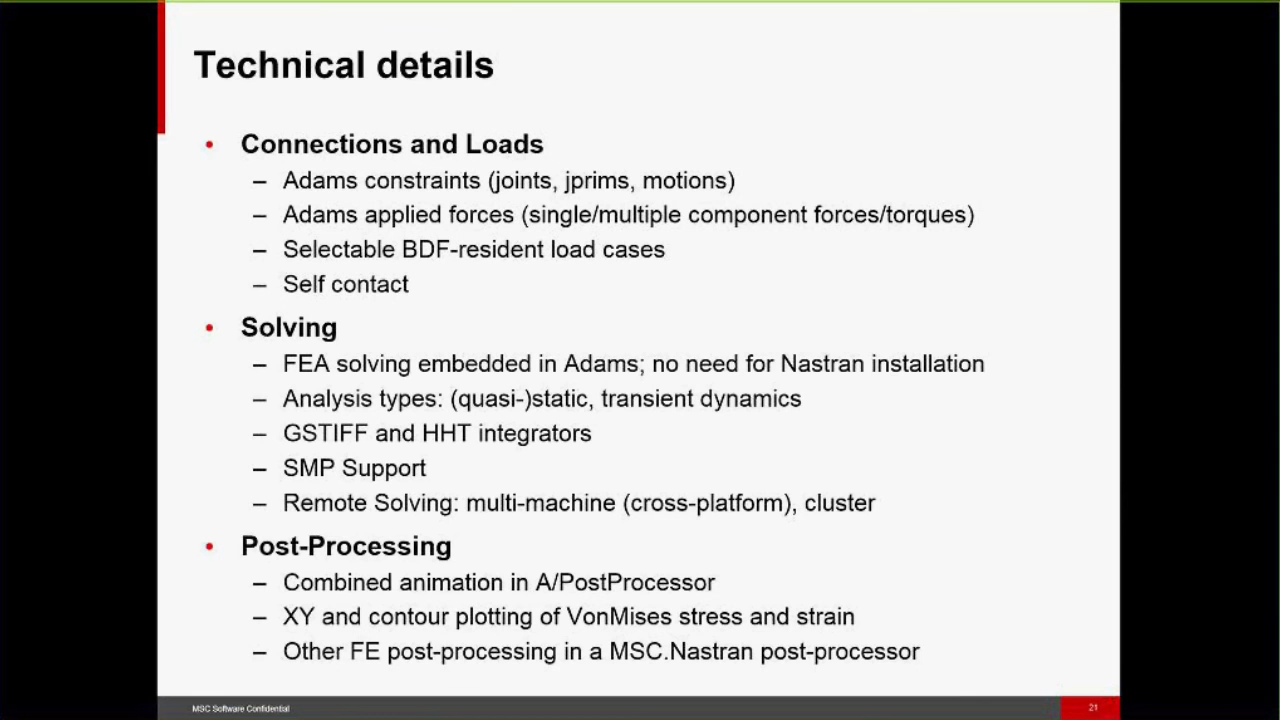 Technical details
• Connections and Loads
– Adams constraints (joints, jprims, motions)
– Adams applied forces (single/multiple component forces/torques)
– Selectable BDF-resident load cases
– Self contact
• Solving
– FEA solving embedded in Adams; no need for Nastran installation
– Analysis types: (quasi-)static, transient dynamics
– GSTIFF and HHT integrators
– SMP Support
– Remote Solving: multi-machine (cross-platform), cluster
• Post-Processing
– Combined animation in A/PostProcessor
– XY and contour plotting of VonMises stress and strain
– Other FE post-processing in a MSC.Nastran post-processor
MSC Software Confidential
21